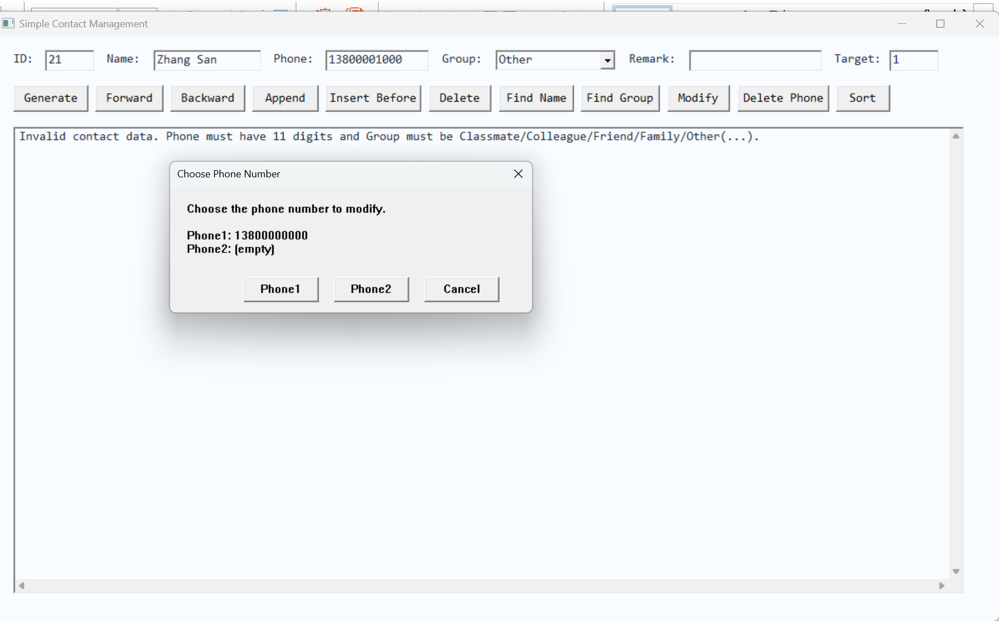 Simple Contact Management
ID: 21 Name: Zhang San Phone: 13800001000 Group: Other Remark: Target: 1
Generate Forward Backward Append Insert Before Delete Find Name Find Group Modify Delete Phone Sort
Invalid contact data. Phone must have 11 digits and Group must be Classmate/Colleague/Friend/Family/Other(...).
Choose Phone Number
Choose the phone number to modify.
Phone1: 13800000000
Phone2: (empty)
Phone1 Phone2 Cancel